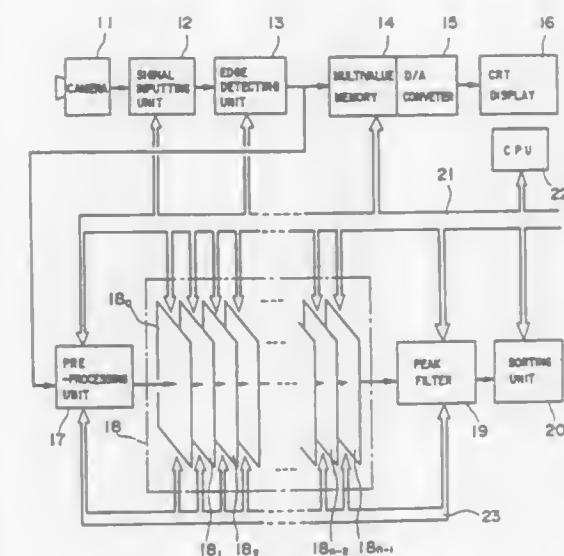 11
12
13
14
15
16
CAMERA
SIGNAL
INPUTTING
UNIT
EDGE
DETECTING
UNIT
MULTIVALUE
MEMORY
D/A
CONVETER
CRT
DISPLAY
CPU
21
22
18₀
PRE
-PROCESSING
UNIT
PEAK
FILTER
SORTING
UNIT
17
18
19
20
18₁
18₂
18ₙ₋₂
18ₙ₋₁
23